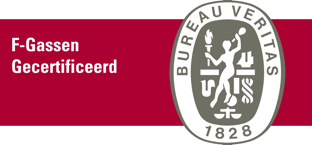 F-Gassen
Gecertificeerd
BUREAU VERITAS
1828